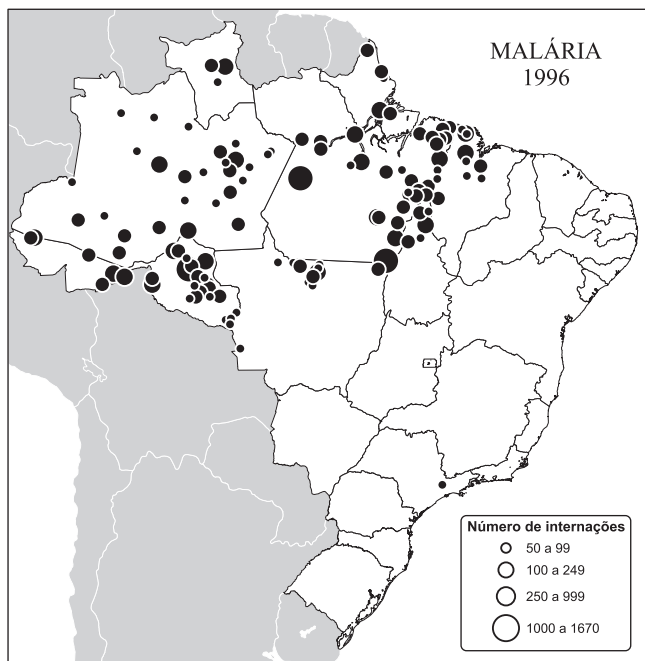 MALÁRIA
1996
Número de internações
50 a 99
100 a 249
250 a 999
1000 a 1670